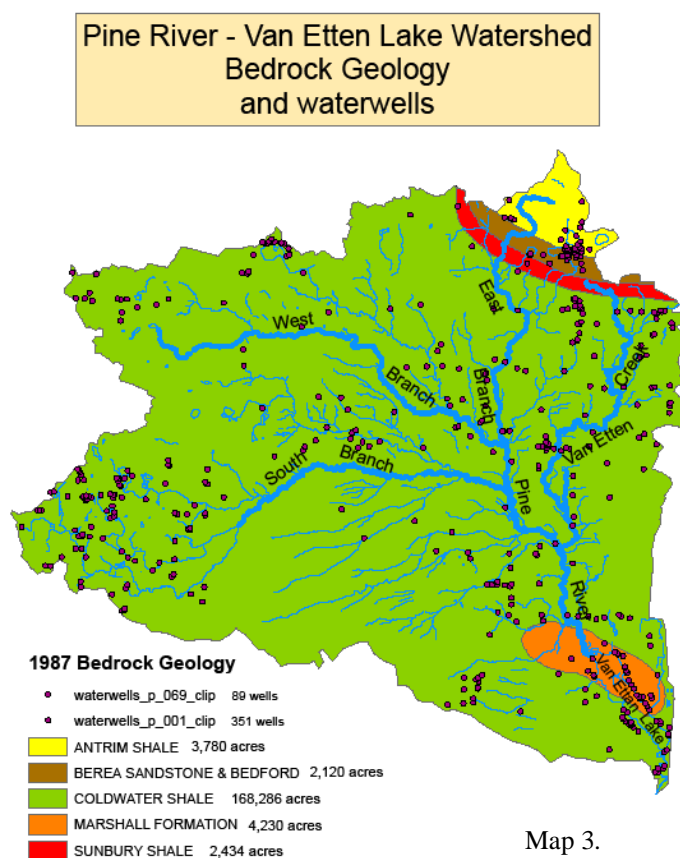 Pine River - Van Etten Lake Watershed
Bedrock Geology
and waterwells
West
Branch
East
Branch
Creek
Van Etten
South
Branch
Pine
River
Van Ettan Lake
1987 Bedrock Geology
waterwells_p_069_clip 89 wells
waterwells_p_001_clip 351 wells
ANTRIM SHALE 3,780 acres
BEREA SANDSTONE & BEDFORD 2,120 acres
COLDWATER SHALE 168,286 acres
MARSHALL FORMATION 4,230 acres
SUNBURY SHALE 2,434 acres
Map 3.